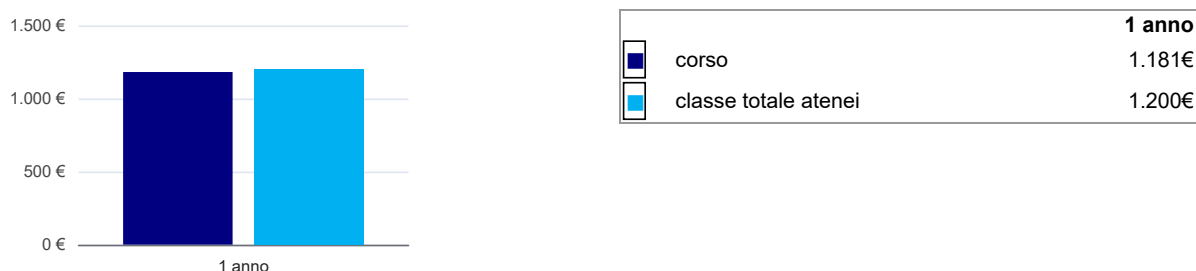 1.500 €
1.000 €
500 €
0 €
1 anno
1 anno
corso 1.181€
classe totale atenei 1.200€